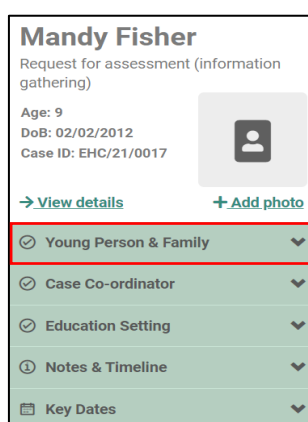 Mandy Fisher
Request for assessment (information
gathering)
Age: 9
DoB: 02/02/2012
Case ID: EHC/21/0017
View details
Add photo
Young Person & Family
Case Co-ordinator
Education Setting
1 Notes & Timeline
Key Dates